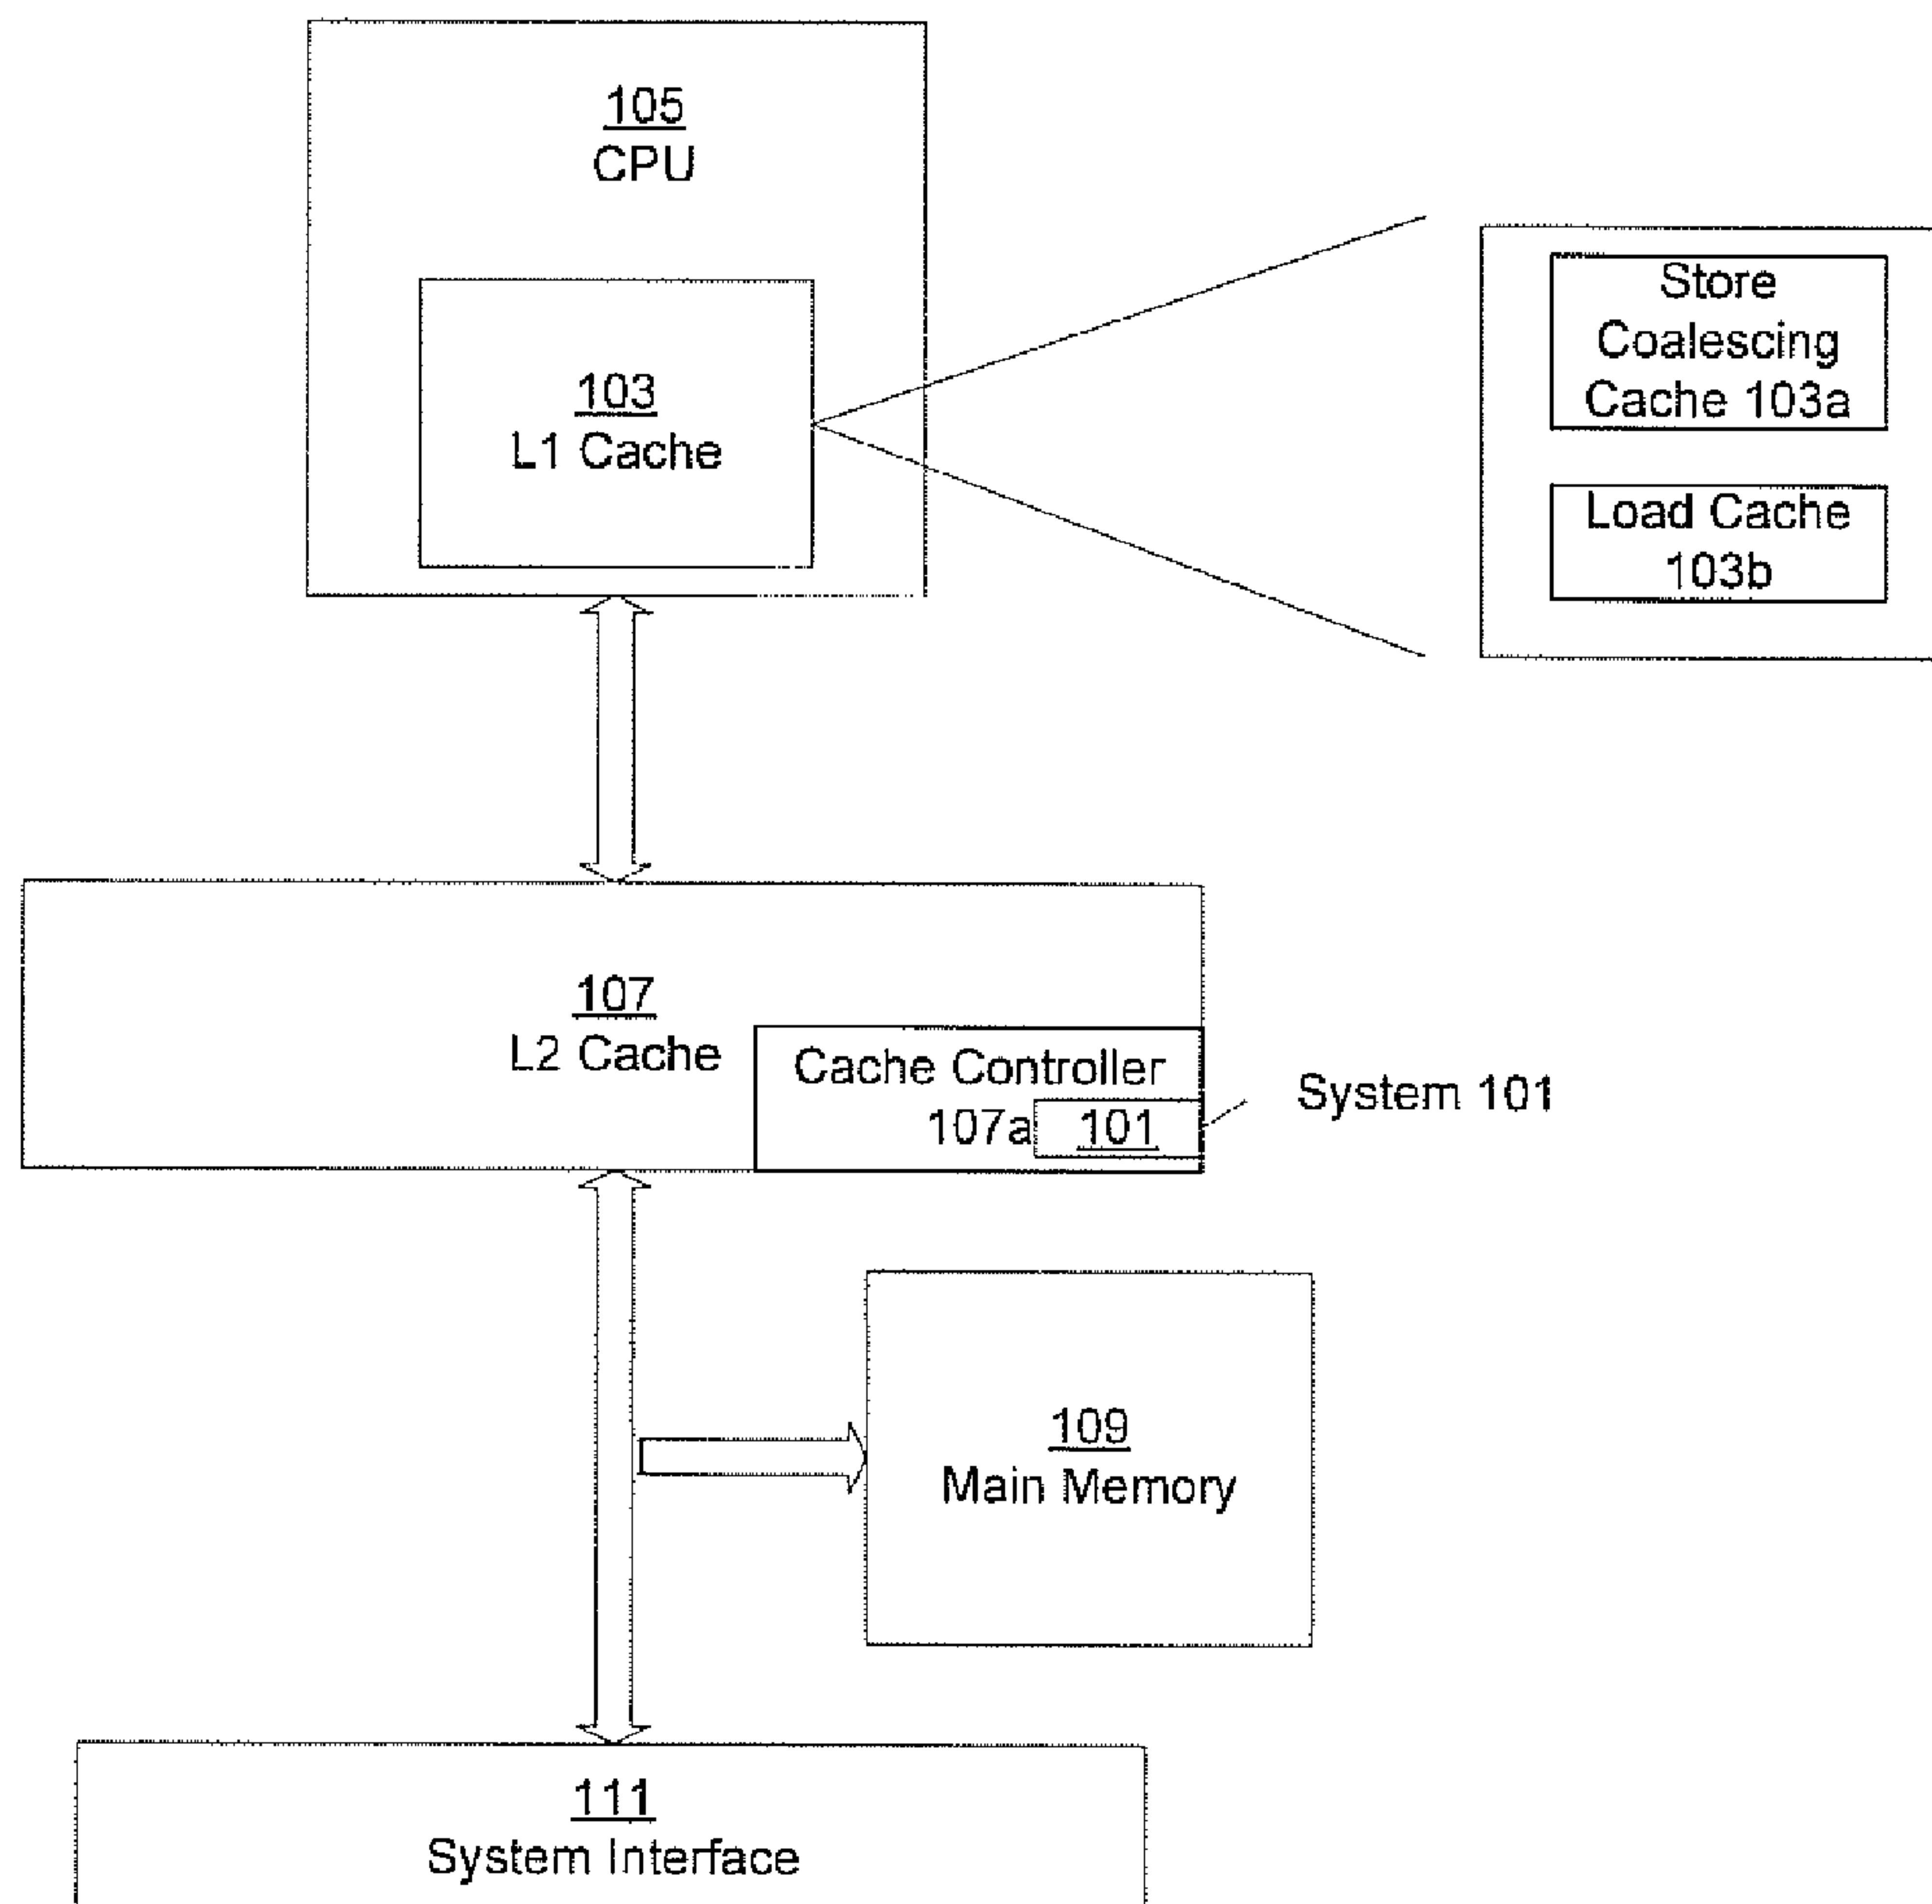 105
CPU
103
L1 Cache
Store
Coalescing
Cache 103a
Load Cache
103b
107
L2 Cache
Cache Controller
107a
101
System 101
109
Main Memory
111
System Interface